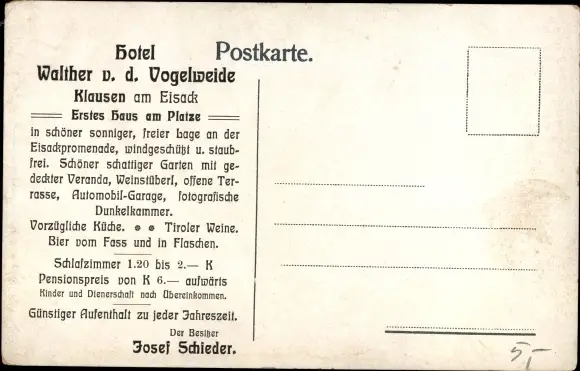 Hotel
Walther v. d. Vogelweide
Klausen am Eisack
Erstes Haus am Platze
in schöner sonniger, freier Lage an der
Eisackpromenade, windgeschützt u. staub-
frei. Schöner schattiger Garten mit ge-
deckter Veranda, Weinstüberl, offene Ter-
rasse, Automobil-Garage, fotografische
Dunkelkammer.
Vorzügliche Küche. Tiroler Weine.
Bier vom Fass und in Flaschen.
Schlafzimmer 1.20 bis 2.— K
Pensionspreis von K 6.— aufwärts
Kinder und Dienerschaft nach Übereinkommen.
Günstiger Aufenthalt zu jeder Jahreszeit.
Der Besitzer
Josef Schieder.
Postkarte.
5,-